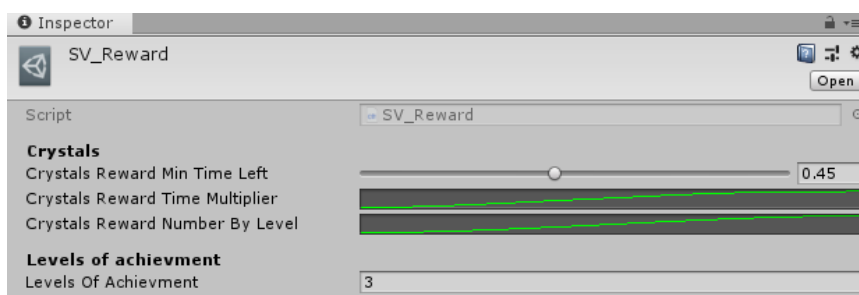 Inspector
SV_Reward
Open
Script SV_Reward
Crystals
Crystals Reward Min Time Left 0.45
Crystals Reward Time Multiplier
Crystals Reward Number By Level
Levels of achievment
Levels Of Achievment 3